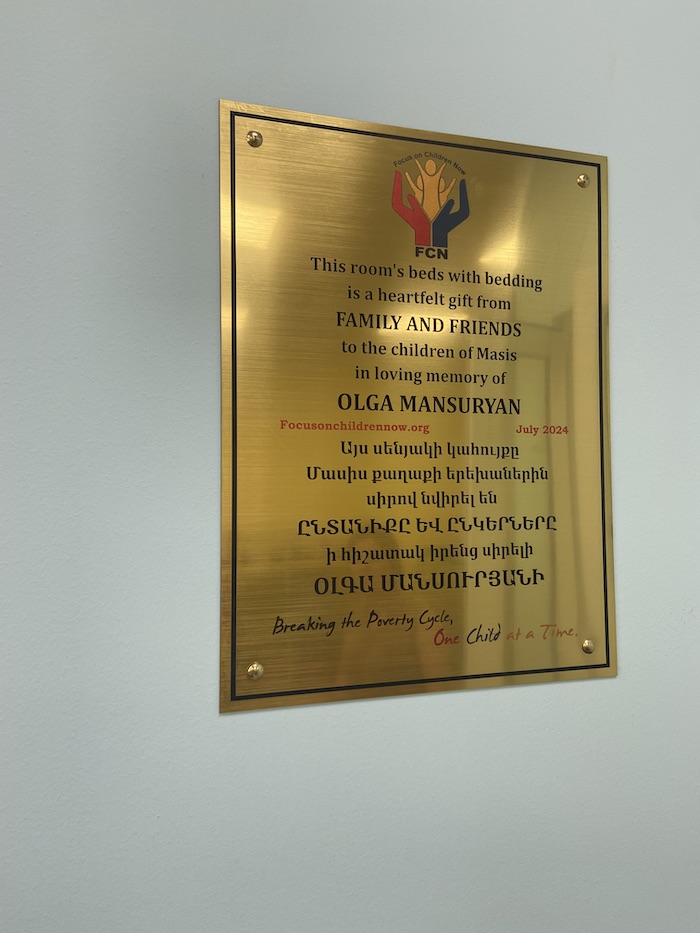 Focus on Children Now
FCN
This room's beds with bedding
is a heartfelt gift from
FAMILY AND FRIENDS
to the children of Masis
in loving memory of
OLGA MANSURYAN
Focusonchildrennow.org July 2024
Այս սենյակի կահույքը
Մասիս քաղաքի երեխաներին
սիրով նվիրել են
ԸՆՏԱՆԻՔԸ ԵՎ ԸՆԿԵՐՆԵՐԸ
ի հիշատակ իրենց սիրելի
ՕԼԳԱ ՄԱՆՍՈՒՐՅԱՆԻ
Breaking the Poverty Cycle,
One Child at a Time.